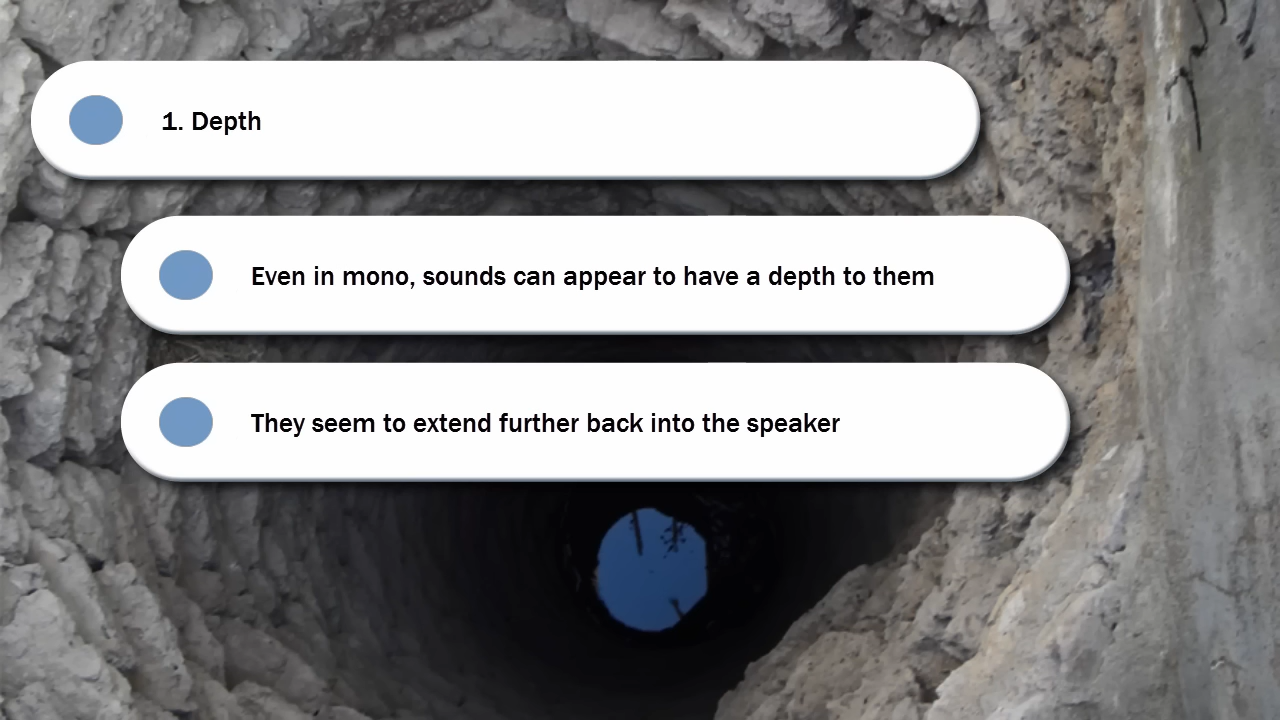 1. Depth
Even in mono, sounds can appear to have a depth to them
They seem to extend further back into the speaker